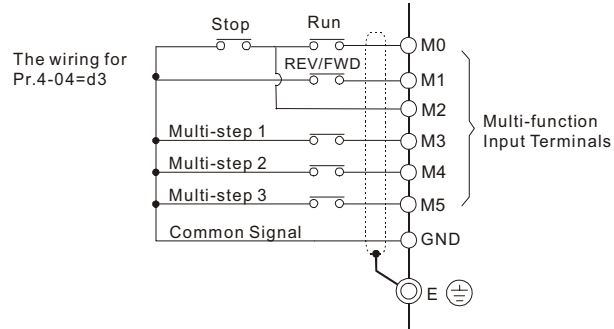 Stop
Run
M0
The wiring for
Pr.4-04=d3
REV/FWD
M1
M2
Multi-function
Input Terminals
Multi-step 1
M3
Multi-step 2
M4
Multi-step 3
M5
Common Signal
GND
E